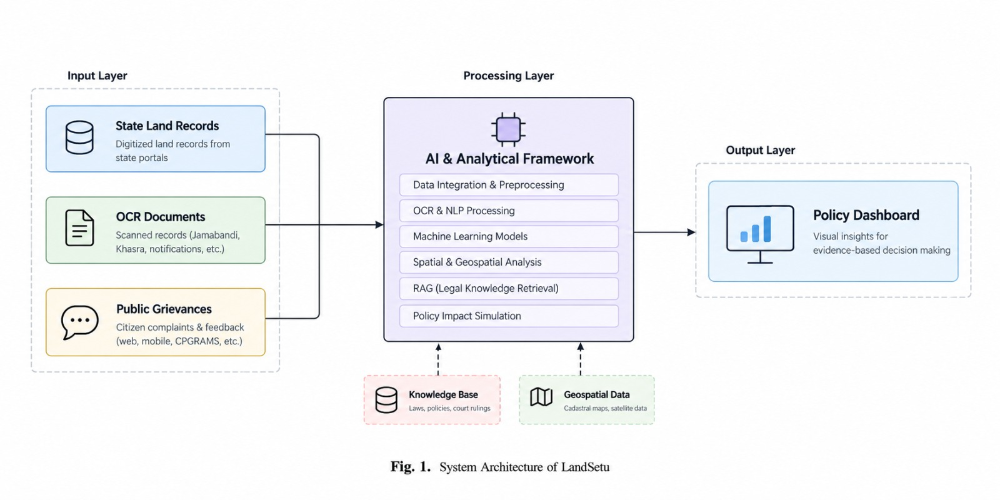 Input Layer
State Land Records
Digitized land records from
state portals
OCR Documents
Scanned records (Jamabandi,
Khasra, notifications, etc.)
Public Grievances
Citizen complaints & feedback
(web, mobile, CPGRAMS, etc.)
Processing Layer
AI & Analytical Framework
Data Integration & Preprocessing
OCR & NLP Processing
Machine Learning Models
Spatial & Geospatial Analysis
RAG (Legal Knowledge Retrieval)
Policy Impact Simulation
Knowledge Base
Laws, policies, court rulings
Geospatial Data
Cadastral maps, satellite data
Output Layer
Policy Dashboard
Visual insights for
evidence-based decision making
Fig. 1. System Architecture of LandSetu